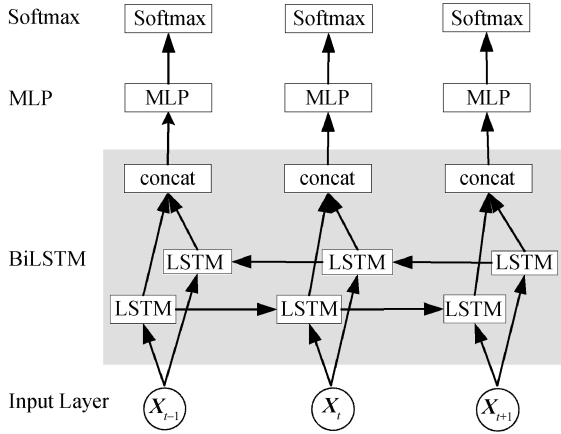 Softmax Softmax Softmax Softmax
MLP MLP MLP MLP
concat concat concat
BiLSTM LSTM LSTM LSTM
LSTM LSTM LSTM
Input Layer X_{t-1} X_t X_{t+1}